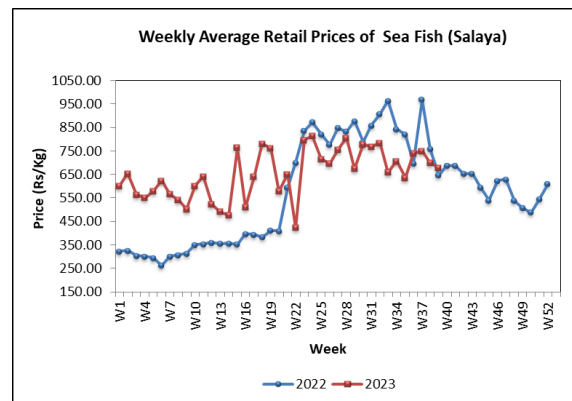 Weekly Average Retail Prices of Sea Fish (Salaya)
Price (Rs/Kg)
1050.00
950.00
850.00
750.00
650.00
550.00
450.00
350.00
250.00
150.00
W1
W4
W7
W10
W13
W16
W19
W22
W25
W28
W31
W34
W37
W40
W43
W46
W49
W52
Week
2022
2023